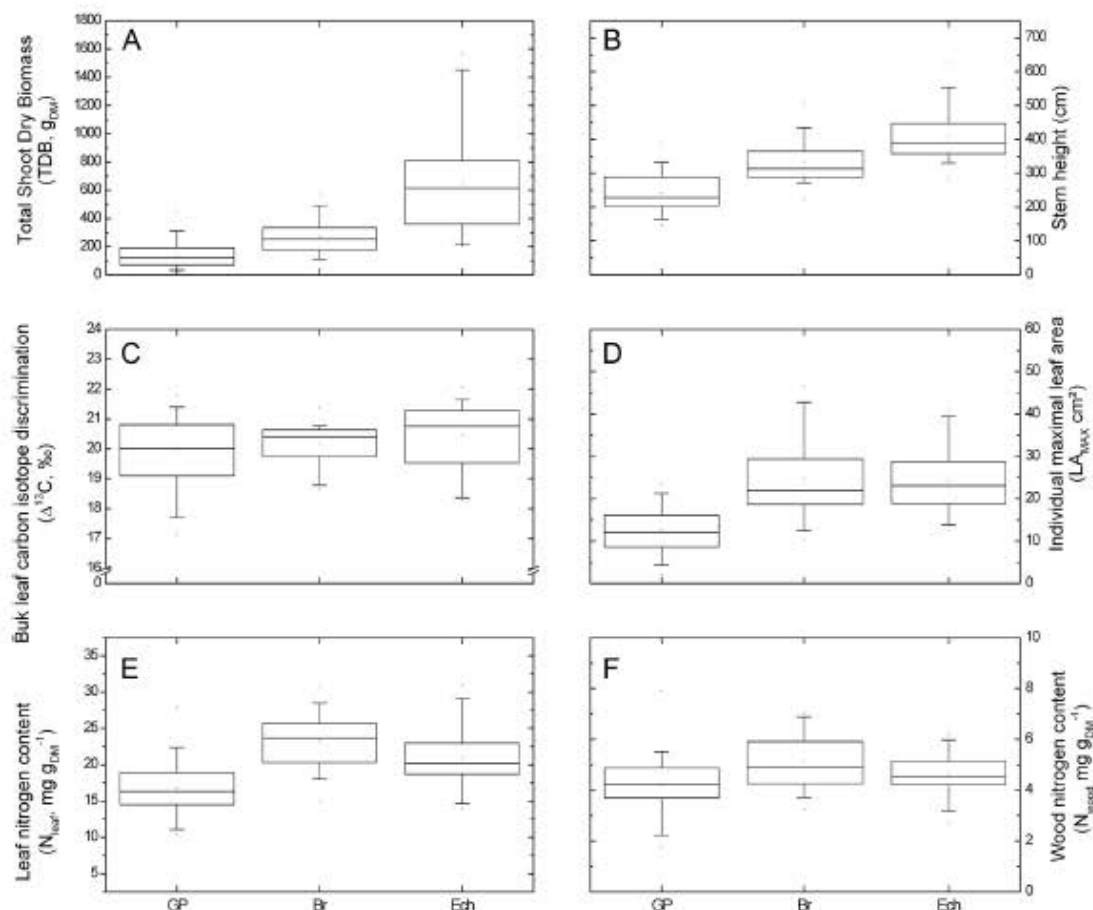 A
1800
1600
1400
1200
1000
800
600
400
200
0
Total Shoot Dry Biomass
(TDB, gDM)
B
700
600
500
400
300
200
100
0
Stem height (cm)
C
24
23
22
21
20
19
18
17
16
0
Buk leaf carbon isotope discrimination
(Δ13C, ‰)
D
60
50
40
30
20
10
0
Individual maximal leaf area
(LAMAX cm²)
E
35
30
25
20
15
10
5
Leaf nitrogen content
(Nleaf, mg gDM-1)
GP Br Ech
F
10
8
6
4
2
0
Wood nitrogen content
(Nwood, mg gDM-1)
GP Br Ech